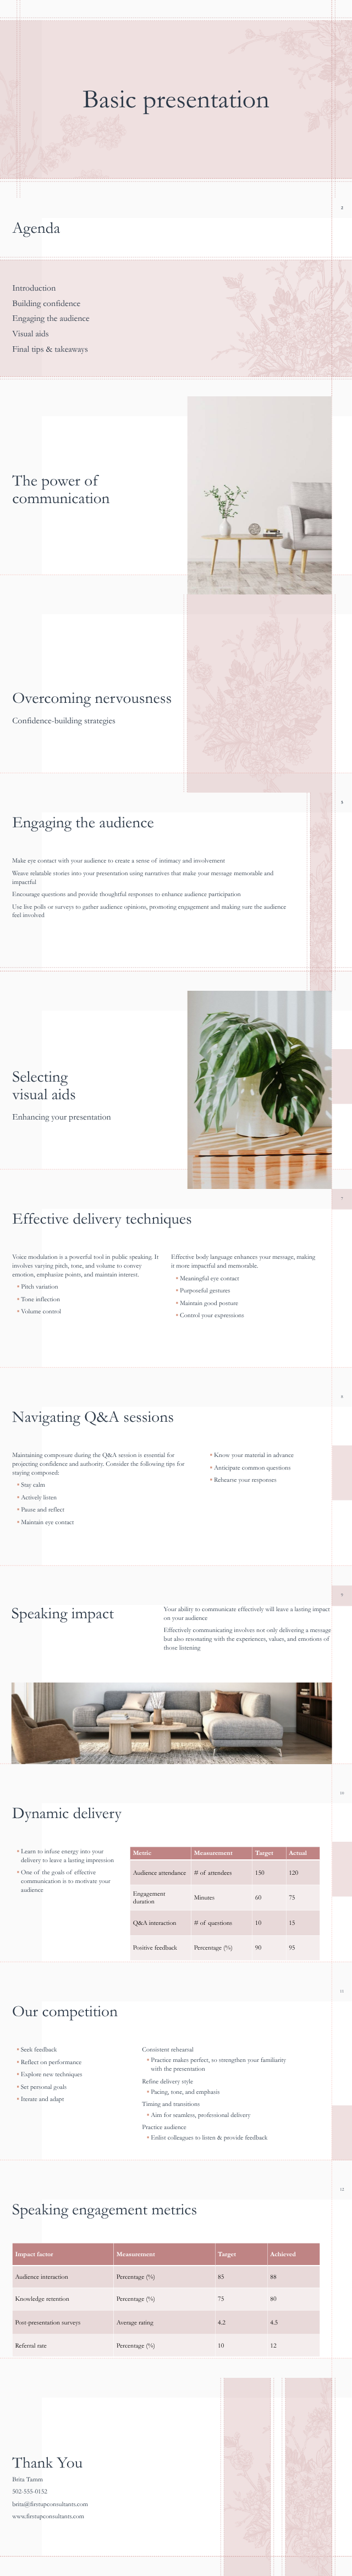 Basic presentation
2
Agenda
Introduction
Building confidence
Engaging the audience
Visual aids
Final tips & takeaways
The power of
communication
Overcoming nervousness
Confidence-building strategies
5
Engaging the audience
Make eye contact with your audience to create a sense of intimacy and involvement
Weave relatable stories into your presentation using narratives that make your message memorable and
impactful
Encourage questions and provide thoughtful responses to enhance audience participation
Use live polls or surveys to gather audience opinions, promoting engagement and making sure the audience
feel involved
Selecting
visual aids
Enhancing your presentation
7
Effective delivery techniques
Voice modulation is a powerful tool in public speaking. It
involves varying pitch, tone, and volume to convey
emotion, emphasize points, and maintain interest.
• Pitch variation
• Tone inflection
• Volume control
Effective body language enhances your message, making
it more impactful and memorable.
• Meaningful eye contact
• Purposeful gestures
• Maintain good posture
• Control your expressions
8
Navigating Q&A sessions
Maintaining composure during the Q&A session is essential for
projecting confidence and authority. Consider the following tips for
staying composed:
• Stay calm
• Actively listen
• Pause and reflect
• Maintain eye contact
• Know your material in advance
• Anticipate common questions
• Rehearse your responses
9
Speaking impact
Your ability to communicate effectively will leave a lasting impact
on your audience
Effectively communicating involves not only delivering a message
but also resonating with the experiences, values, and emotions of
those listening
10
Dynamic delivery
• Learn to infuse energy into your
delivery to leave a lasting impression
• One of the goals of effective
communication is to motivate your
audience
Metric Measurement Target Actual
Audience attendance # of attendees 150 120
Engagement
duration Minutes 60 75
Q&A interaction # of questions 10 15
Positive feedback Percentage (%) 90 95
11
Our competition
• Seek feedback
• Reflect on performance
• Explore new techniques
• Set personal goals
• Iterate and adapt
Consistent rehearsal
• Practice makes perfect, so strengthen your familiarity
with the presentation
Refine delivery style
• Pacing, tone, and emphasis
Timing and transitions
• Aim for seamless, professional delivery
Practice audience
• Enlist colleagues to listen & provide feedback
12
Speaking engagement metrics
Impact factor Measurement Target Achieved
Audience interaction Percentage (%) 85 88
Knowledge retention Percentage (%) 75 80
Post-presentation surveys Average rating 4.2 4.5
Referral rate Percentage (%) 10 12
Thank You
Brita Tamm
502-555-0152
brita@firstupconsultants.com
www.firstupconsultants.com